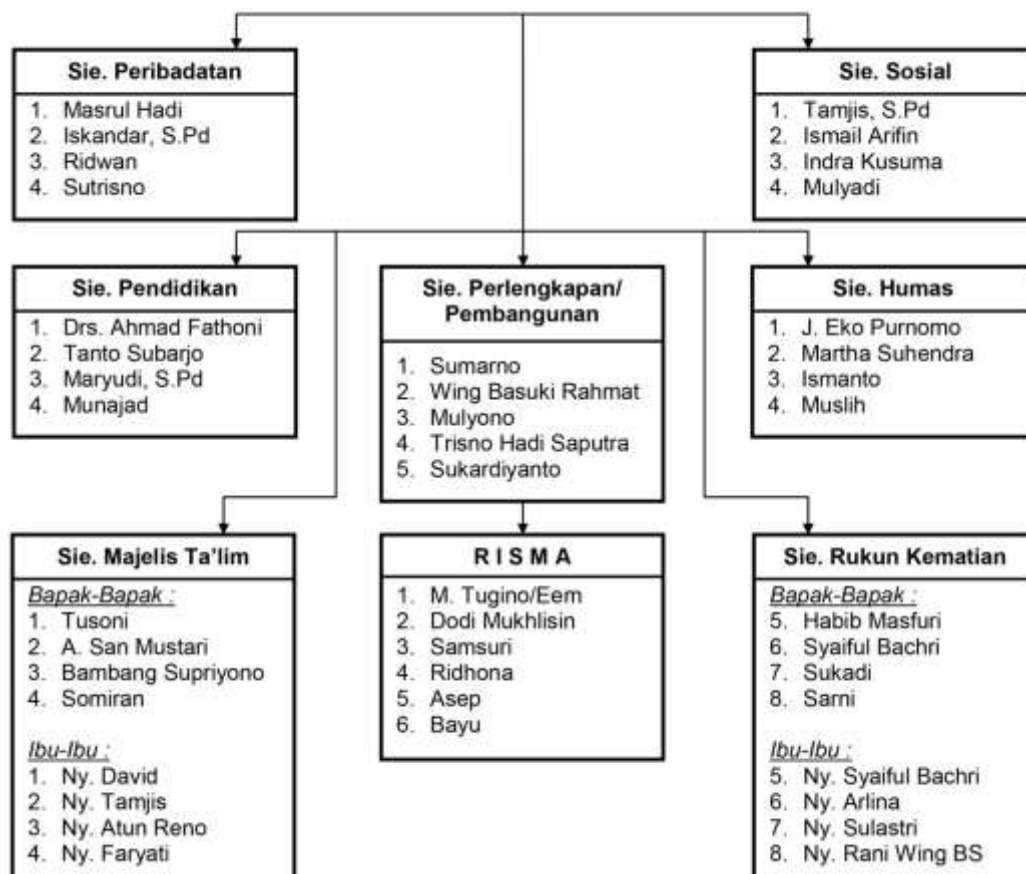 Sie. Peribadatan
1. Masrul Hadi
2. Iskandar, S.Pd
3. Ridwan
4. Sutrisno
Sie. Sosial
1. Tamjis, S.Pd
2. Ismail Arifin
3. Indra Kusuma
4. Mulyadi
Sie. Pendidikan
1. Drs. Ahmad Fathoni
2. Tanto Subarjo
3. Maryudi, S.Pd
4. Munajad
Sie. Perlengkapan/
Pembangunan
1. Sumarno
2. Wing Basuki Rahmat
3. Mulyono
4. Trisno Hadi Saputra
5. Sukardiyanto
Sie. Humas
1. J. Eko Purnomo
2. Martha Suhendra
3. Ismanto
4. Muslih
Sie. Majelis Ta’lim
Bapak-Bapak :
1. Tusoni
2. A. San Mustari
3. Bambang Supriyono
4. Somiran
Ibu-Ibu :
1. Ny. David
2. Ny. Tamjis
3. Ny. Atun Reno
4. Ny. Faryati
R I S M A
1. M. Tugino/Eem
2. Dodi Mukhlisin
3. Samsuri
4. Ridhona
5. Asep
6. Bayu
Sie. Rukun Kematian
Bapak-Bapak :
5. Habib Masfuri
6. Syaiful Bachri
7. Sukadi
8. Sarni
Ibu-Ibu :
5. Ny. Syaiful Bachri
6. Ny. Arlina
7. Ny. Sulastri
8. Ny. Rani Wing BS